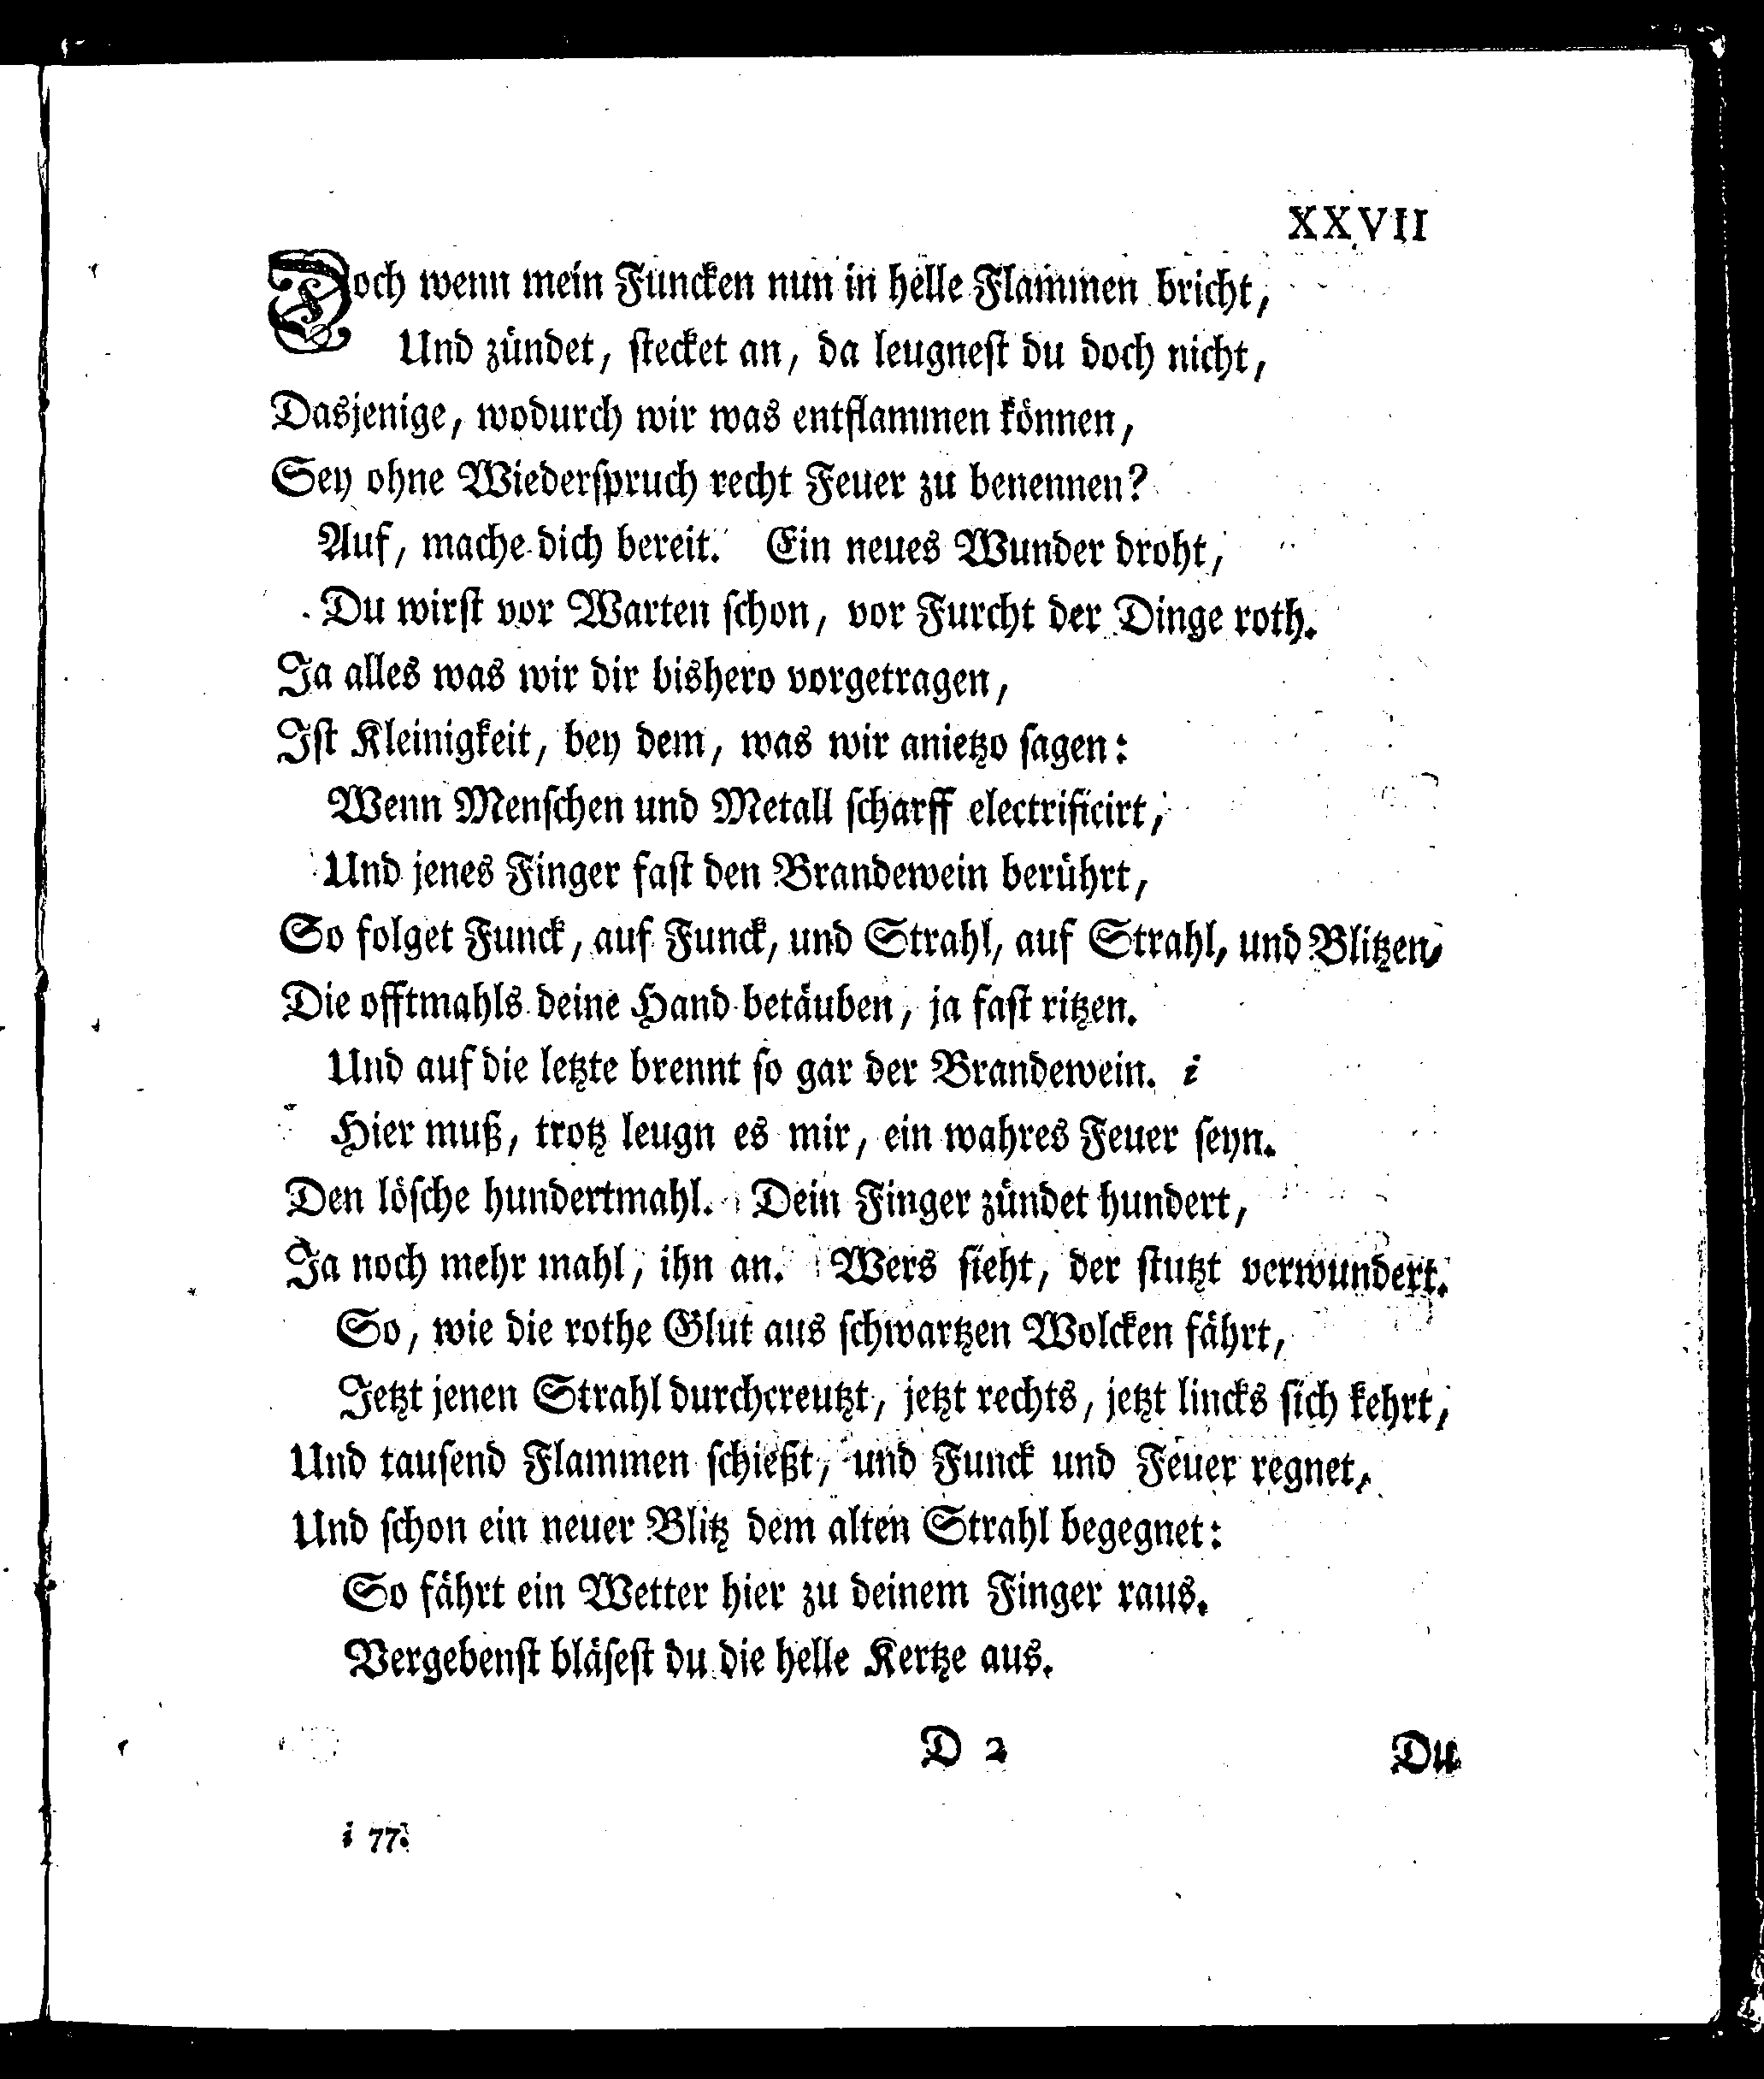 XXVII
Doch wenn mein Funcken nun in helle Flammen bricht,
Und zündet, stecket an, da leugnest du doch nicht,
Dasjenige, wodurch wir was entflammen können,
Sey ohne Wiederspruch recht Feuer zu benennen?
Auf, mache dich bereit. Ein neues Wunder droht,
Du wirst vor Warten schon, vor Furcht der Dinge roth.
Ja alles was wir dir bishero vorgetragen,
Ist Kleinigkeit, bey dem, was wir anietzo sagen:
Wenn Menschen und Metall scharff electrificirt,
Und jenes Finger fast den Brandewein berührt,
So folget Funck, auf Funck, und Strahl, auf Strahl, und Blitzen,
Die offtmahls deine Hand betäuben, ja fast ritzen.
Und auf die letzte brennt so gar der Brandewein. i
Hier muß, trotz leugn es mir, ein wahres Feuer seyn.
Den lösche hundertmahl. Dein Finger zündet hundert,
Ja noch mehr mahl, ihn an. Wers sieht, der stutzt verwundert.
So, wie die rothe Glut aus schwartzen Wolcken fährt,
Jetzt jenen Strahl durchcreutzt, jetzt rechts, jetzt lincks sich kehrt,
Und tausend Flammen schießt, und Funck und Feuer regnet,
Und schon ein neuer Blitz dem alten Strahl begegnet:
So fährt ein Wetter hier zu deinem Finger raus.
Vergebenst bläsest du die helle Kertze aus.
D 2 Du
i 77.